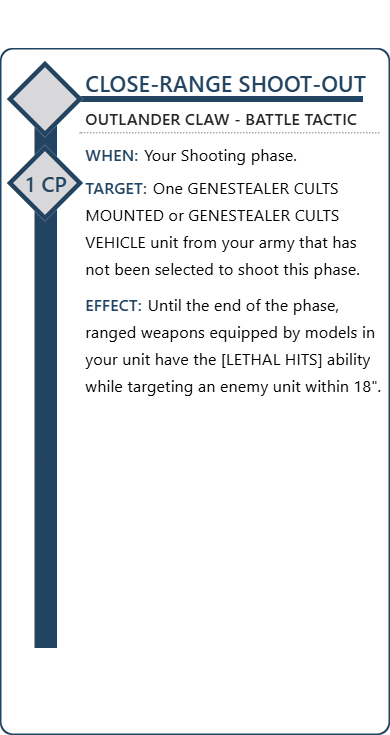 CLOSE-RANGE SHOOT-OUT
OUTLANDER CLAW - BATTLE TACTIC
WHEN: Your Shooting phase.
1 CP
TARGET: One GENESTEALER CULTS
MOUNTED or GENESTEALER CULTS
VEHICLE unit from your army that has
not been selected to shoot this phase.
EFFECT: Until the end of the phase,
ranged weapons equipped by models in
your unit have the [LETHAL HITS] ability
while targeting an enemy unit within 18".